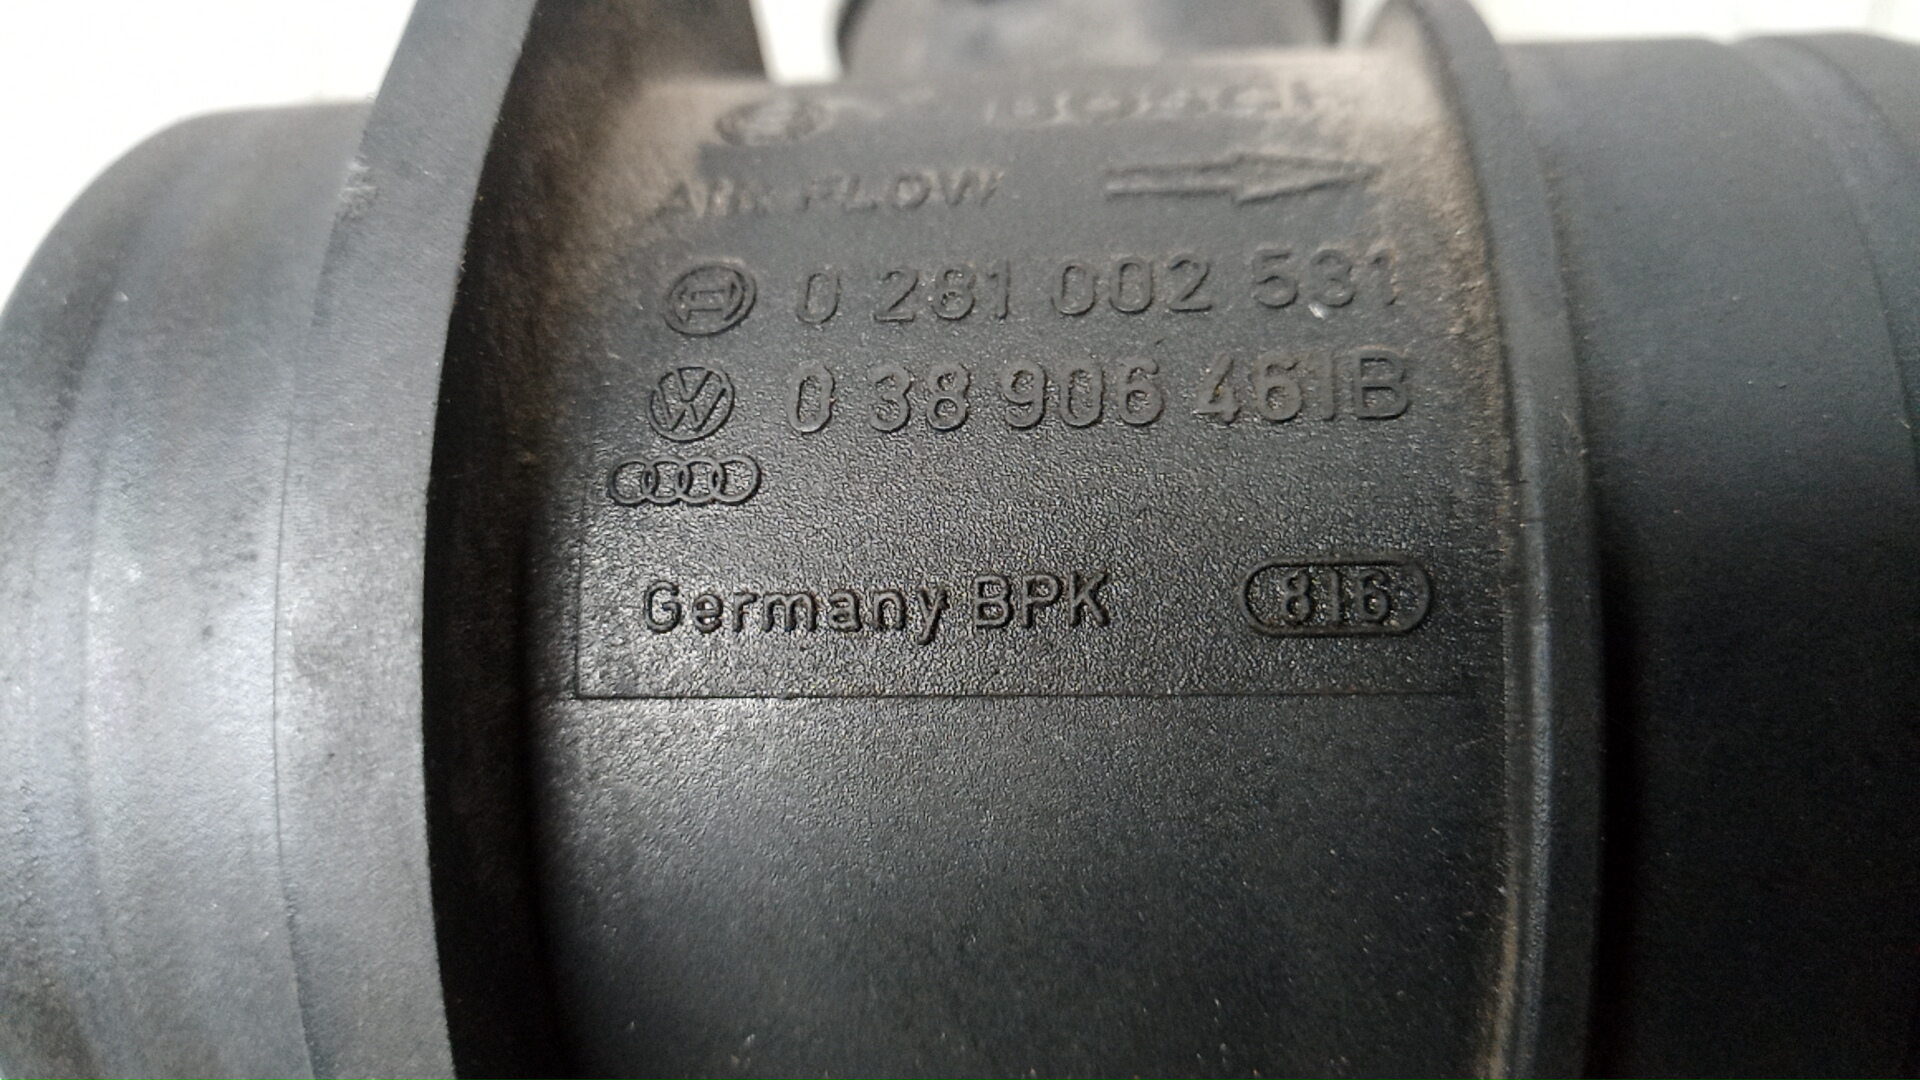 AIR FLOW
0 281 002 531
0 38 906 461B
Germany BPK 816